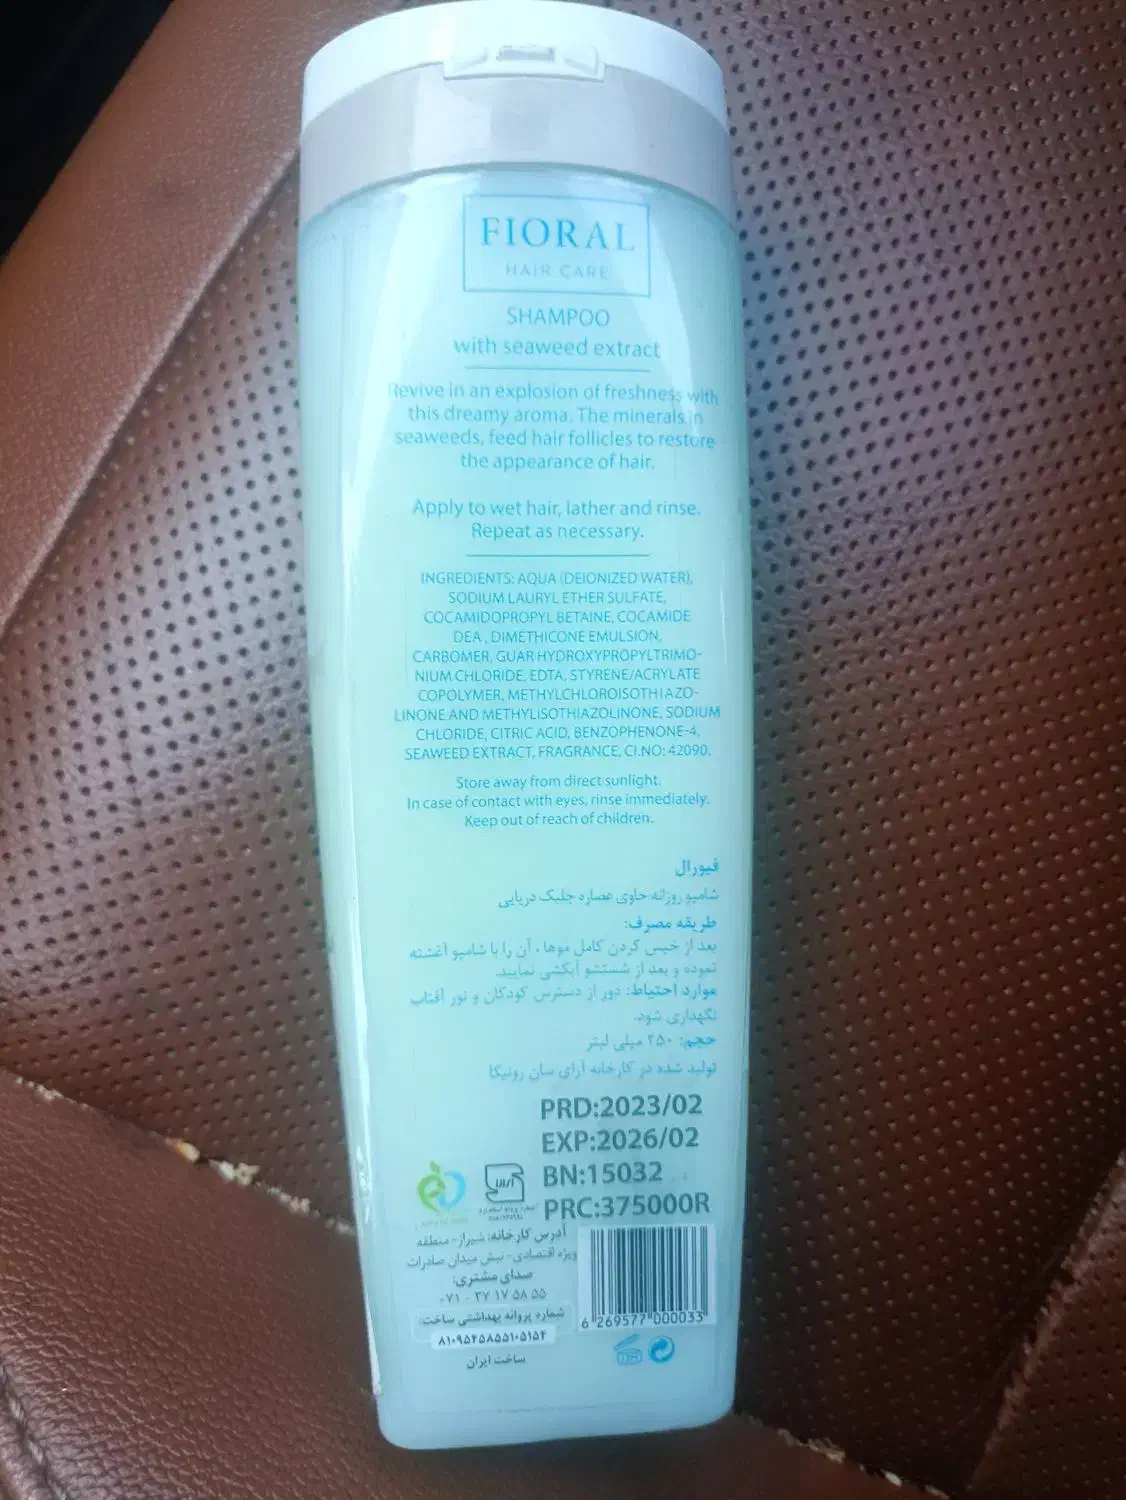 FIORAL
HAIR CARE
SHAMPOO
with seaweed extract
Revive in an explosion of freshness with
this dreamy aroma. The minerals in
seaweeds, feed hair follicles to restore
the appearance of hair.
Apply to wet hair, lather and rinse.
Repeat as necessary.
INGREDIENTS: AQUA (DEIONIZED WATER),
SODIUM LAURYL ETHER SULFATE,
COCAMIDOPROPYL BETAINE, COCAMIDE
DEA , DIMETHICONE EMULSION,
CARBOMER, GUAR HYDROXYPROPYLTRIMO-
NIUM CHLORIDE, EDTA, STYRENE/ACRYLATE
COPOLYMER, METHYLCHLOROISOTHIAZO-
LINONE AND METHYLISOTHIAZOLINONE, SODIUM
CHLORIDE, CITRIC ACID, BENZOPHENONE-4,
SEAWEED EXTRACT, FRAGRANCE, CI.NO: 42090.
Store away from direct sunlight.
In case of contact with eyes, rinse immediately.
Keep out of reach of children.
فیورال
شامپو روزانه حاوی عصاره جلبک دریایی
طریقه مصرف:
بعد از خیس کردن کامل موها ، آن را با شامپو آغشته
نموده و بعد از شستشو آبکشی نمایید.
موارد احتیاط: دور از دسترس کودکان و نور آفتاب
نگهداری شود.
حجم: ۲۵۰ میلی لیتر
تولید شده در کارخانه آرای سان رونیکا
PRD:2023/02
EXP:2026/02
BN:15032
PRC:375000R
آدرس کارخانه: شیراز- منطقه
ویژه اقتصادی- نبش میدان صادرات
صدای مشتری:
۰۷۱ - ۳۷ ۱۷ ۵۸ ۵۵
شماره پروانه بهداشتی ساخت:
ساخت ایران
6 269577 000033